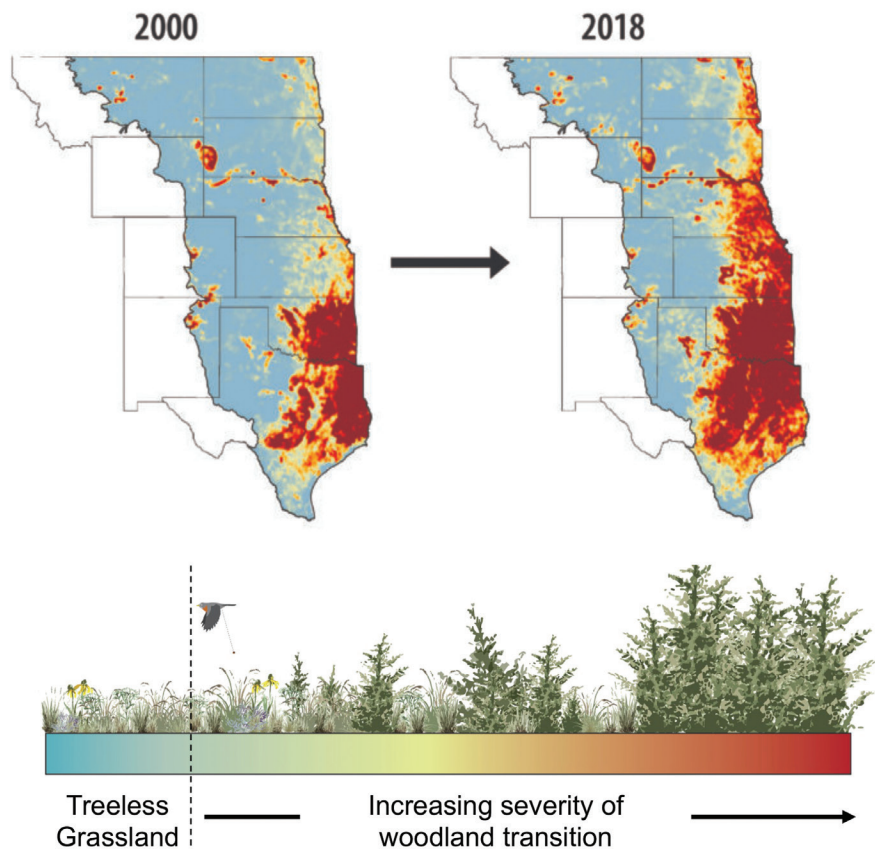 2000
2018
Treeless
Grassland
Increasing severity of
woodland transition